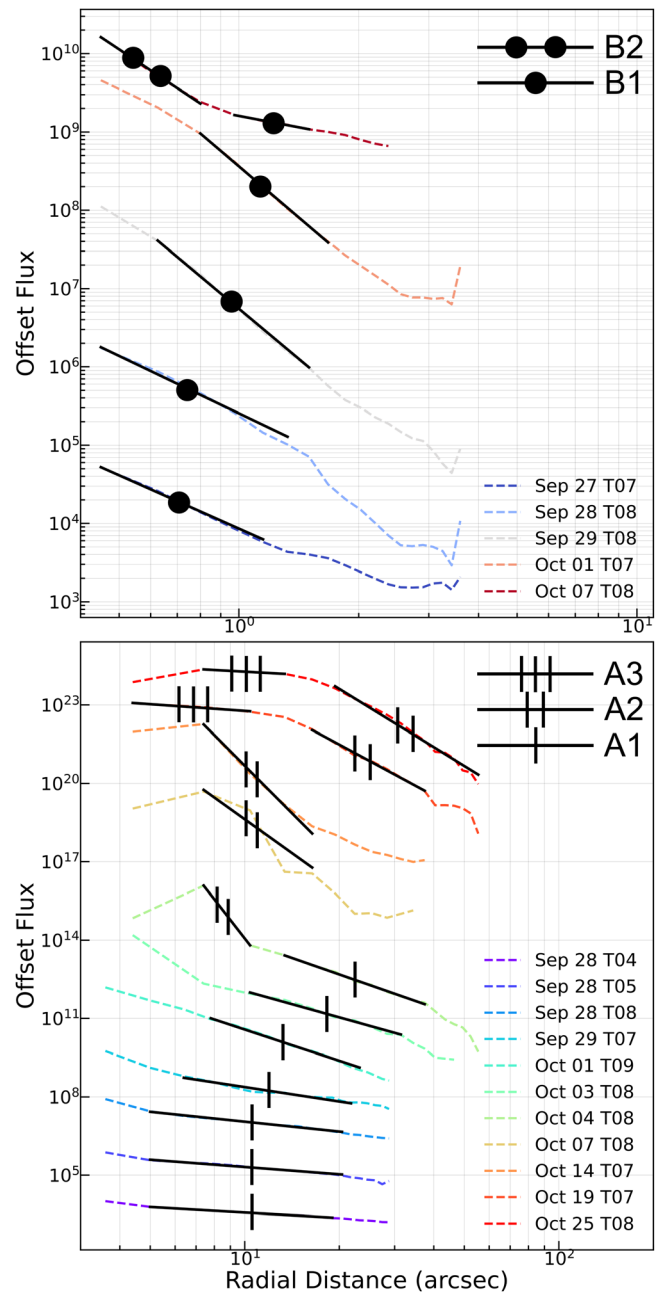 10^10
10^9
10^8
10^7
10^6
10^5
10^4
10^3
Offset Flux
B2
B1
Sep 27 T07
Sep 28 T08
Sep 29 T08
Oct 01 T07
Oct 07 T08
10^0
10^1
10^23
10^20
10^17
10^14
10^11
10^8
10^5
Offset Flux
A3
A2
A1
Sep 28 T04
Sep 28 T05
Sep 28 T08
Sep 29 T07
Oct 01 T09
Oct 03 T08
Oct 04 T08
Oct 07 T08
Oct 14 T07
Oct 19 T07
Oct 25 T08
10^1
10^2
Radial Distance (arcsec)